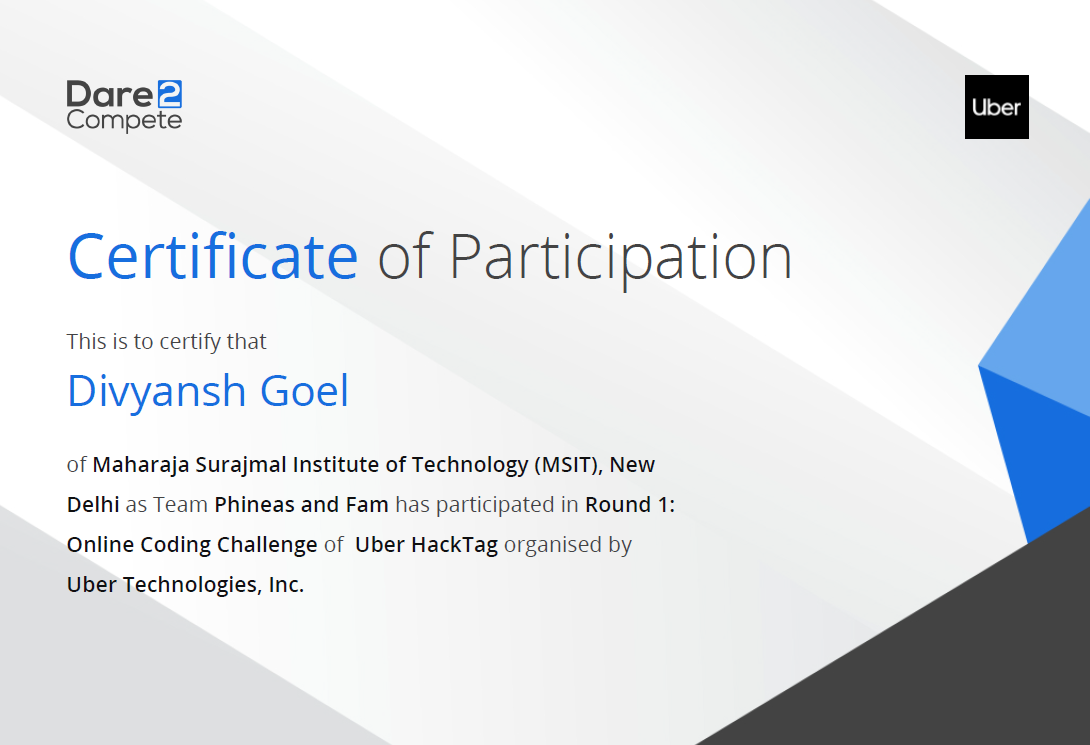 Dare2
Compete
Uber
Certificate of Participation
This is to certify that
Divyansh Goel
of Maharaja Surajmal Institute of Technology (MSIT), New
Delhi as Team Phineas and Fam has participated in Round 1:
Online Coding Challenge of Uber HackTag organised by
Uber Technologies, Inc.